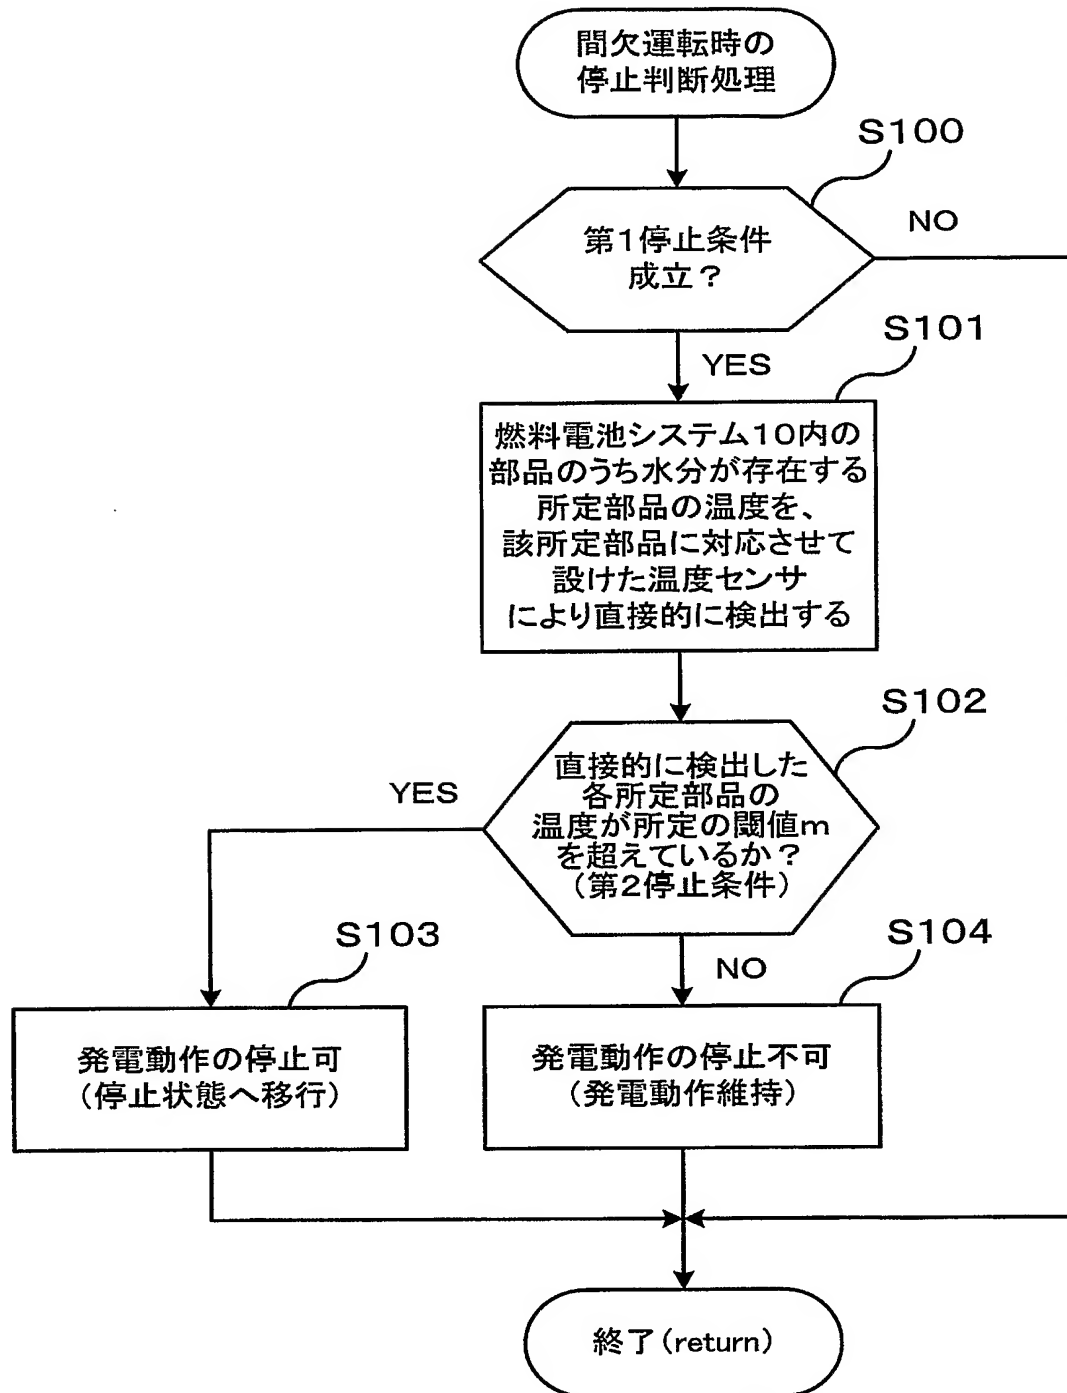 間欠運転時の
停止判断処理
S100
第1停止条件
成立?
NO
S101
YES
燃料電池システム10内の
部品のうち水分が存在する
所定部品の温度を、
該所定部品に対応させて
設けた温度センサ
により直接的に検出する
S102
直接的に検出した
各所定部品の
温度が所定の閾値m
を超えているか?
(第2停止条件)
YES
S103
NO
S104
発電動作の停止可
(停止状態へ移行)
発電動作の停止不可
(発電動作維持)
終了(return)